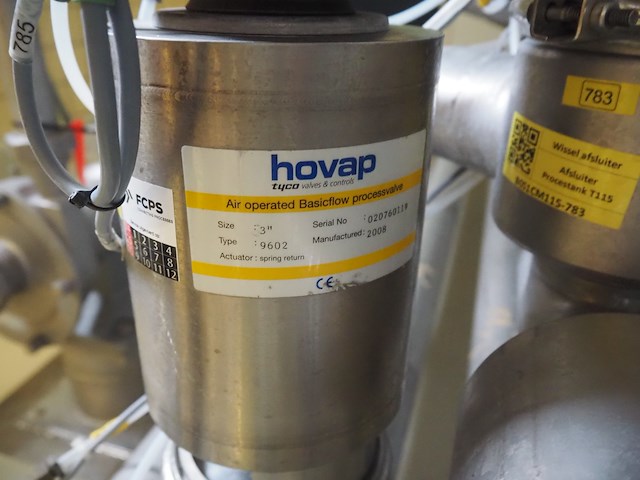 785
hovap
tyco valves & controls
Air operated Basicflow processvalve
Size : 3"
Serial No : 020760119
Type : 9602
Manufactured: 2008
Actuator : spring return
CE
FCPS
1 2 3 4
5 6 7 8
9 10 11 12
783
Wissel afsluiter
Afsluiter
Procestank T115